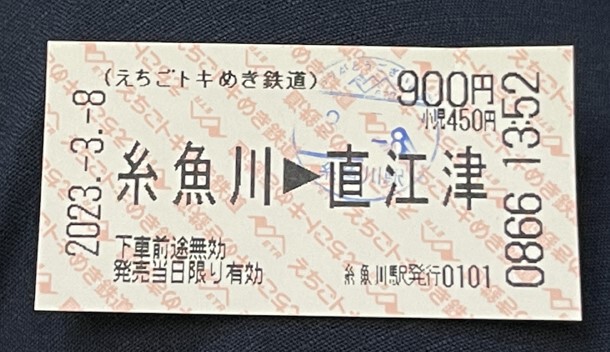 (えちごトキめき鉄道)
900円
小児450円
2023.-3.-8
糸魚川▶直江津
0866 13:52
下車前途無効
発売当日限り有効
糸魚川駅発行0101